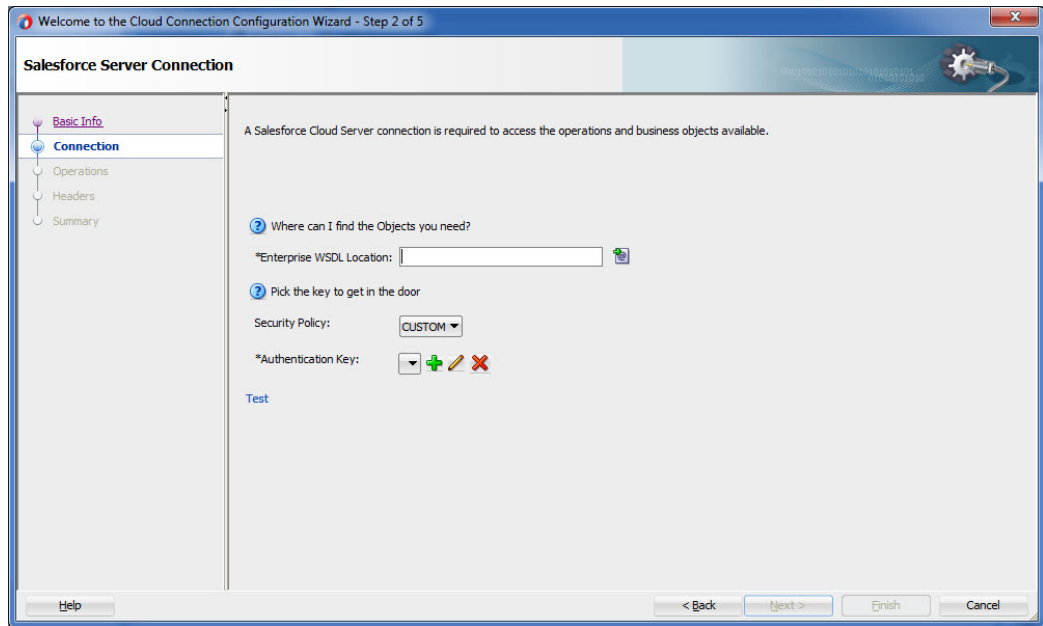 Welcome to the Cloud Connection Configuration Wizard - Step 2 of 5
Salesforce Server Connection
Basic Info
Connection
Operations
Headers
Summary
A Salesforce Cloud Server connection is required to access the operations and business objects available.
Where can I find the Objects you need?
*Enterprise WSDL Location:
Pick the key to get in the door
Security Policy: CUSTOM
*Authentication Key:
Test
Help < Back Next > Finish Cancel